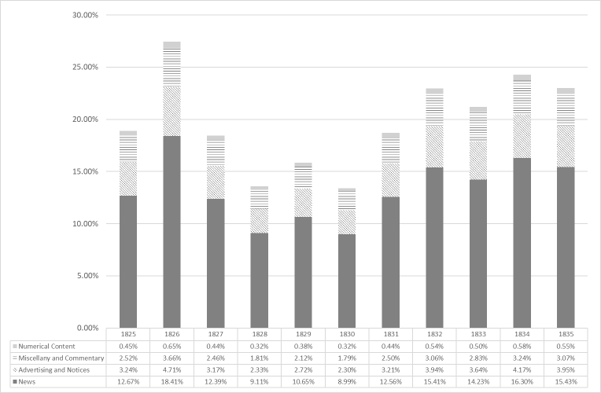 30.00%
25.00%
20.00%
15.00%
10.00%
5.00%
0.00%
1825 1826 1827 1828 1829 1830 1831 1832 1833 1834 1835
Numerical Content 0.45% 0.65% 0.44% 0.32% 0.38% 0.32% 0.44% 0.54% 0.50% 0.58% 0.55%
Miscellany and Commentary 2.52% 3.66% 2.46% 1.81% 2.12% 1.79% 2.50% 3.06% 2.83% 3.24% 3.07%
Advertising and Notices 3.24% 4.71% 3.17% 2.33% 2.72% 2.30% 3.21% 3.94% 3.64% 4.17% 3.95%
News 12.67% 18.41% 12.39% 9.11% 10.65% 8.99% 12.56% 15.41% 14.23% 16.30% 15.43%